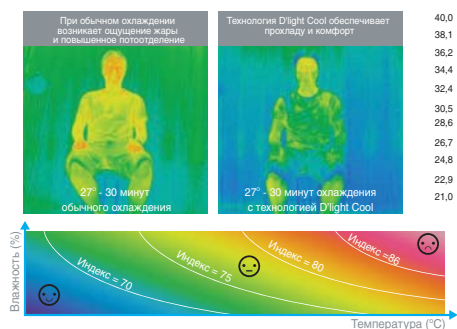 При обычном охлаждении
возникает ощущение жары
и повышенное потоотделение
Технология D'light Cool обеспечивает
прохладу и комфорт
27° - 30 минут
обычного охлаждения
27° - 30 минут охлаждения
с технологией D'light Cool
40,0
38,1
36,2
34,4
32,4
30,5
28,6
26,7
24,8
22,9
21,0
Влажность (%)
Индекс = 70
Индекс = 75
Индекс = 80
Индекс =86
Температура (°C)